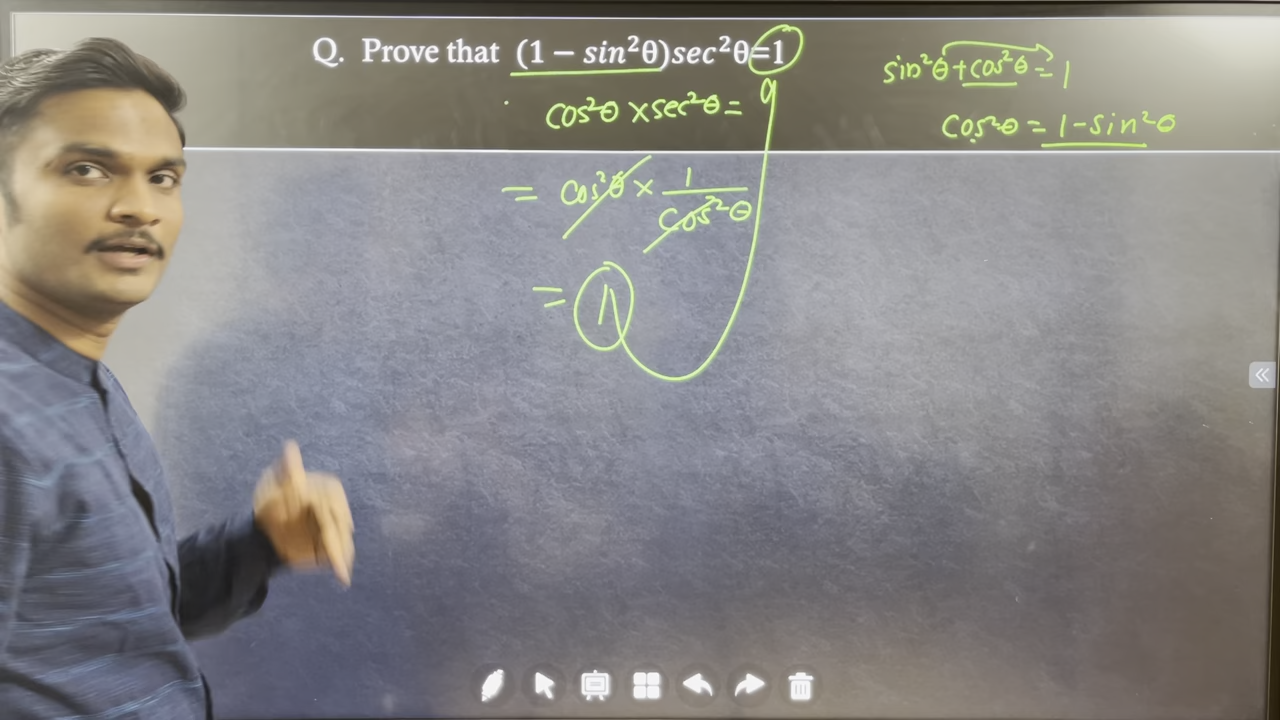 Q. Prove that (1 − sin²θ)sec²θ=1
sin²θ+cos²θ=1
cos²θ × sec²θ =
cos²θ = 1-sin²θ
= cos²θ × 1/cos²θ
= 1